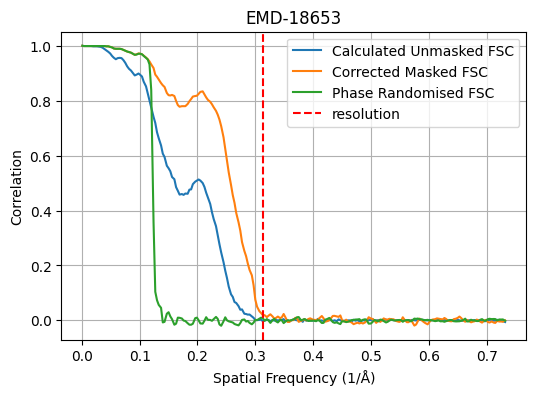 EMD-18653
Calculated Unmasked FSC
Corrected Masked FSC
Phase Randomised FSC
resolution
Correlation
1.0
0.8
0.6
0.4
0.2
0.0
0.0 0.1 0.2 0.3 0.4 0.5 0.6 0.7
Spatial Frequency (1/Å)